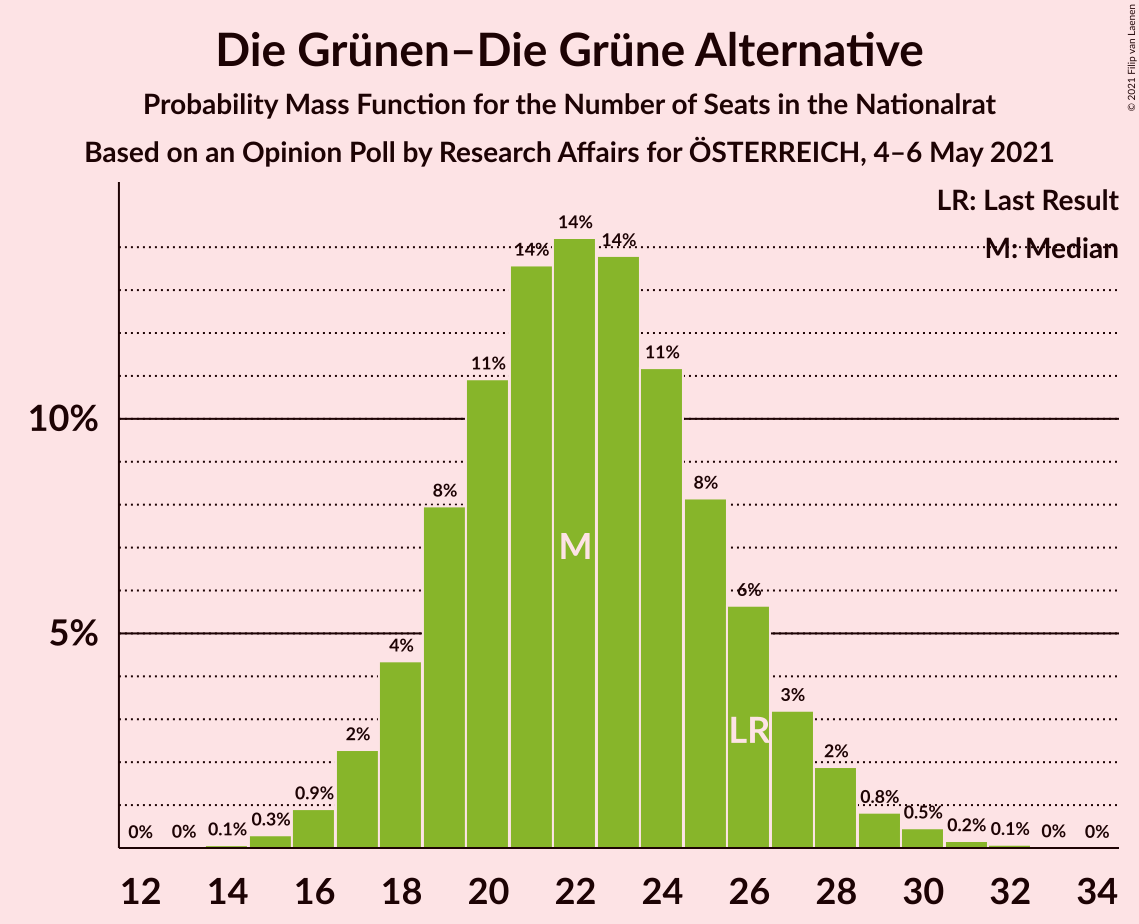 Die Grünen–Die Grüne Alternative
Probability Mass Function for the Number of Seats in the Nationalrat
Based on an Opinion Poll by Research Affairs for ÖSTERREICH, 4–6 May 2021
© 2021 Filip van Laenen
LR: Last Result
M: Median
10%
5%
0%
0%
0.1%
0.3%
0.9%
2%
4%
8%
11%
14%
14%
14%
11%
8%
6%
3%
2%
0.8%
0.5%
0.2%
0.1%
0%
0%
M
LR
12 14 16 18 20 22 24 26 28 30 32 34